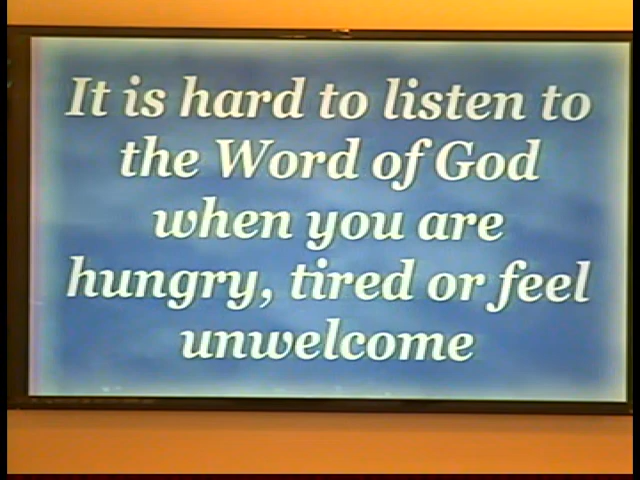 It is hard to listen to
the Word of God
when you are
hungry, tired or feel
unwelcome